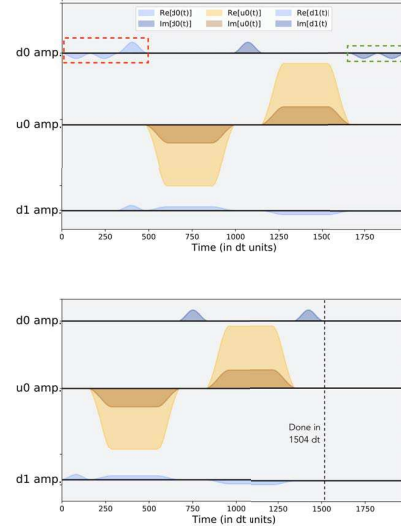 Re[d0(t)] Re[u0(t)] Re[d1(t)]
Im[d0(t)] Im[u0(t)] Im[d1(t)]
d0 amp.
u0 amp.
d1 amp.
0 250 500 750 1000 1250 1500 1750
Time (in dt units)
d0 amp.
u0 amp.
Done in
1504 dt
d1 amp.
0 250 500 750 1000 1250 1500 1750
Time (in dt units)